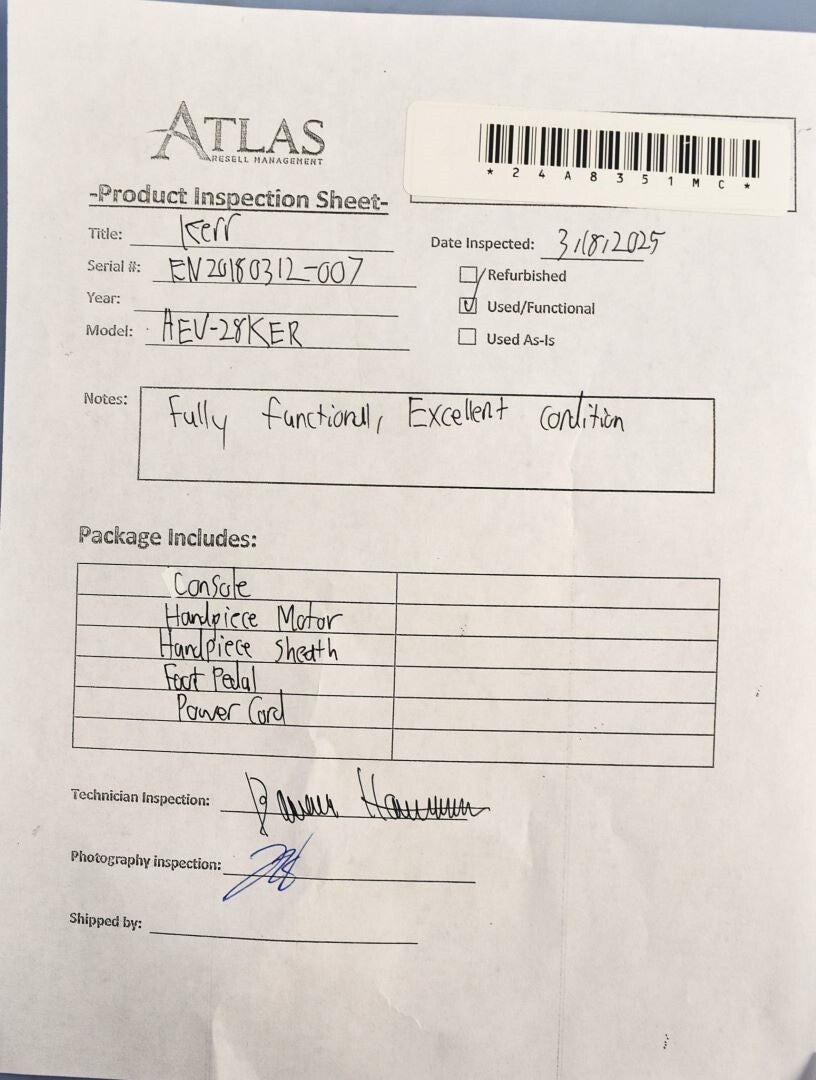 ATLAS
RESELL MANAGEMENT
* 2 4 A 8 3 5 1 M C *
-Product Inspection Sheet-
Title: Kerr
Date Inspected: 3/18/2025
Serial #: EN20180312-007
Refurbished
Year:
Used/Functional
Model: AEU-28KER
Used As-Is
Notes: Fully functional, Excellent condition
Package Includes:
Console
Handpiece Motor
Handpiece Sheath
Foot Pedal
Power Cord
Technician Inspection:
Photography inspection:
Shipped by: